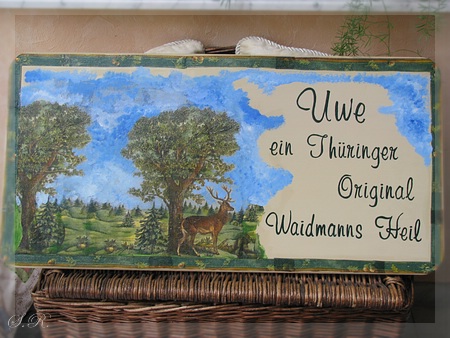 Uwe
ein Thüringer
Original
Waidmanns Heil
S.R.